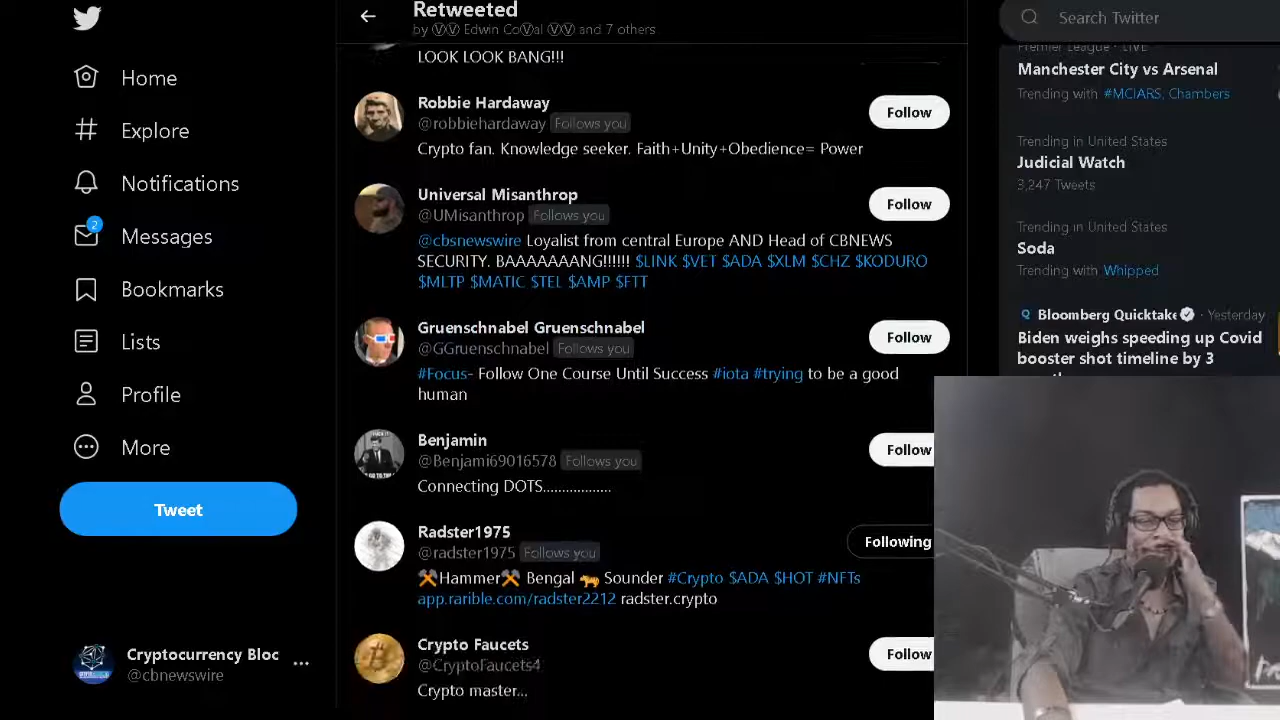 Home
Explore
Notifications
2
Messages
Bookmarks
Lists
Profile
More
Tweet
Cryptocurrency Bloc
@cbnewswire
Retweeted
by ⓋⓋ Edwin CoⓋal ⓋⓋ and 7 others
LOOK LOOK BANG!!!
Robbie Hardaway
@robbiehardaway Follows you
Follow
Crypto fan. Knowledge seeker. Faith+Unity+Obedience= Power
Universal Misanthrop
@UMisanthrop Follows you
Follow
@cbsnewswire Loyalist from central Europe AND Head of CBNEWS
SECURITY. BAAAAAAANG!!!!!! $LINK $VET $ADA $XLM $CHZ $KODURO
$MLTP $MATIC $TEL $AMP $FTT
Gruenschnabel Gruenschnabel
@GGruenschnabel Follows you
Follow
#Focus- Follow One Course Until Success #iota #trying to be a good
human
Benjamin
@Benjami69016578 Follows you
Follow
Connecting DOTS..................
Radster1975
@radster1975 Follows you
Following
⚒Hammer⚒ Bengal 🐅 Sounder #Crypto $ADA $HOT #NFTs
app.rarible.com/radster2212 radster.crypto
Crypto Faucets
@CryptoFaucets4
Follow
Crypto master...
Search Twitter
Premier League · LIVE
Manchester City vs Arsenal
Trending with #MCIARS, Chambers
Trending in United States
Judicial Watch
3,247 Tweets
Trending in United States
Soda
Trending with Whipped
Bloomberg Quicktake · Yesterday
Biden weighs speeding up Covid
booster shot timeline by 3